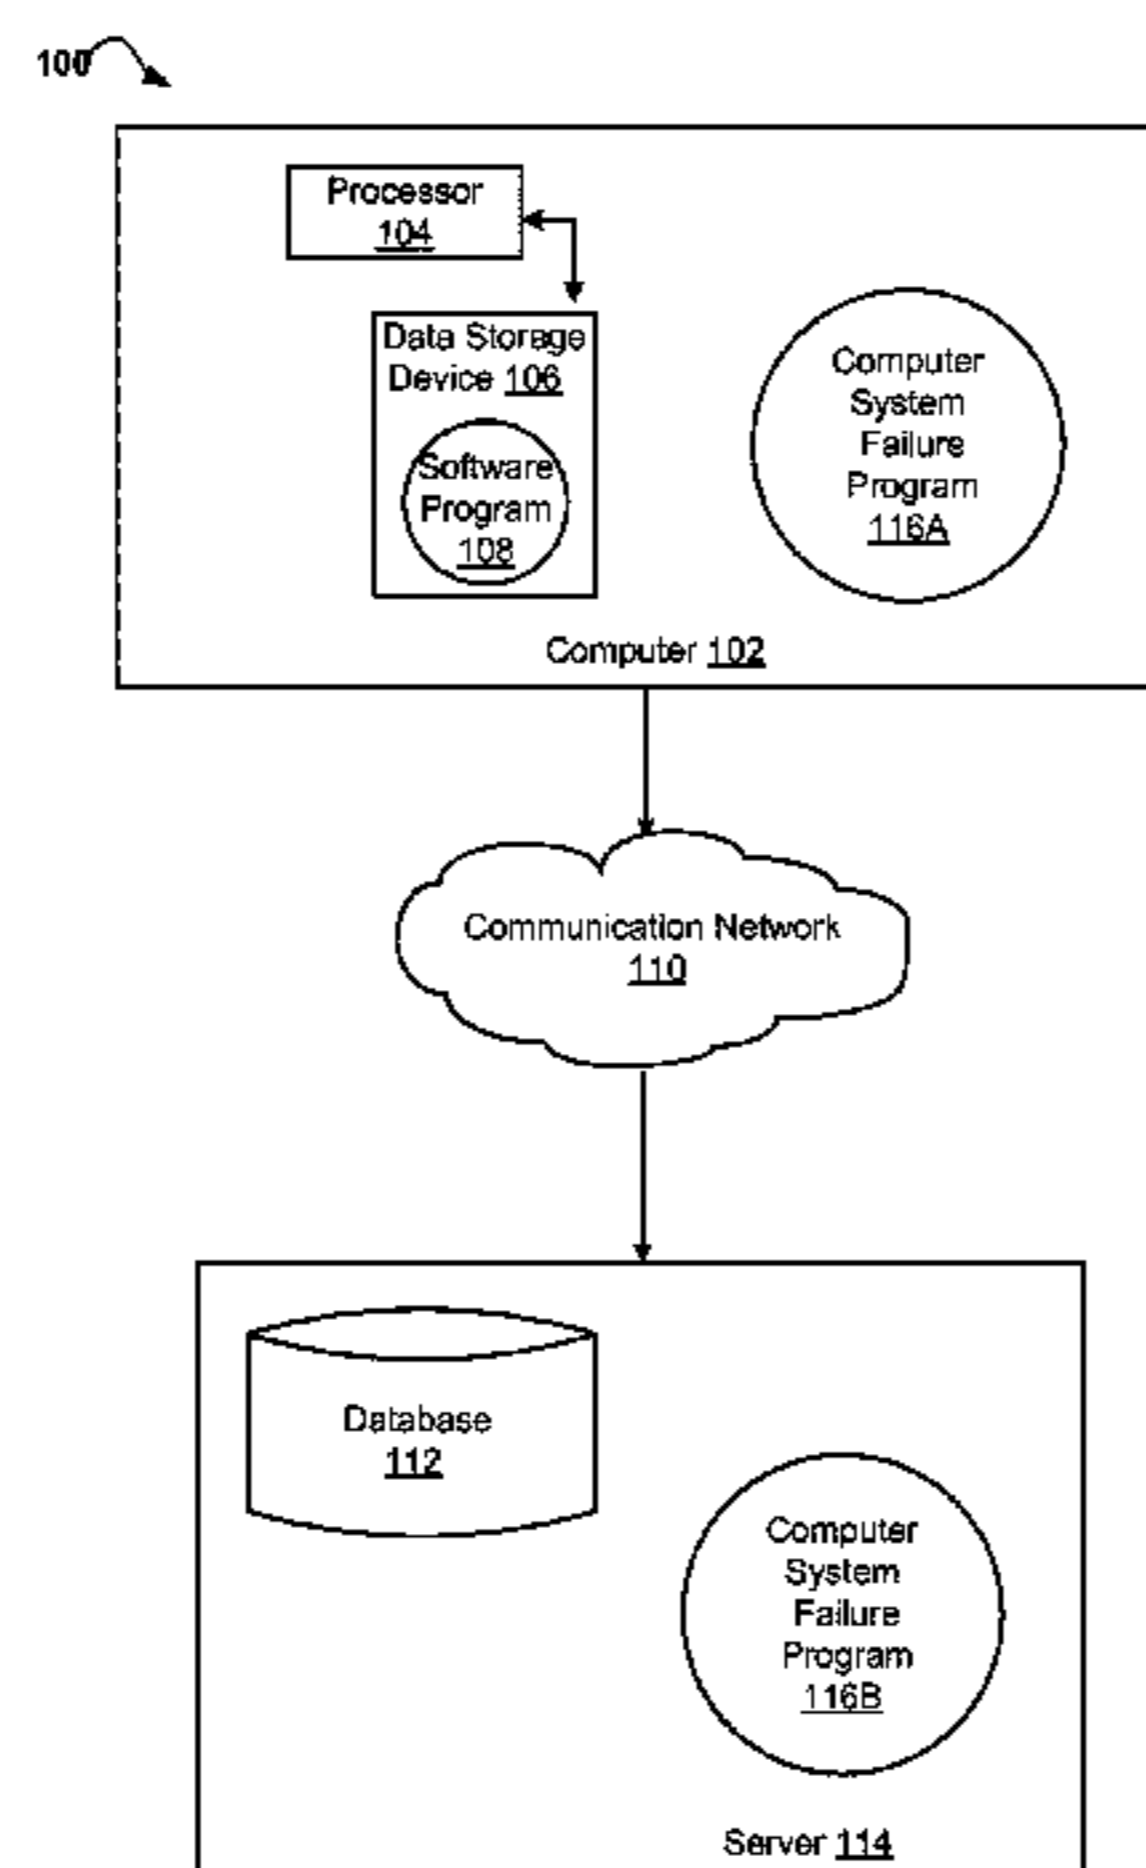 100
Processor
104
Data Storage
Device 106
Software
Program
108
Computer
System
Failure
Program
116A
Computer 102
Communication Network
110
Database
112
Computer
System
Failure
Program
116B
Server 114